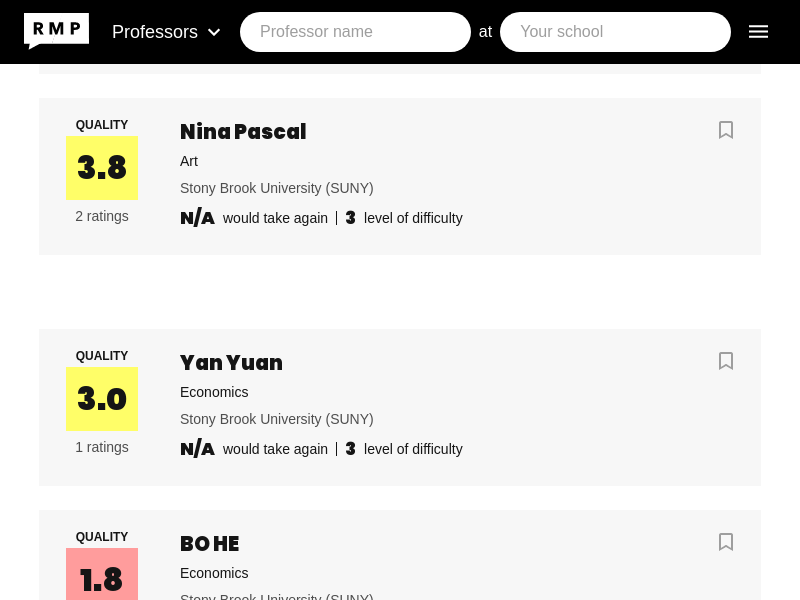 RMP
Professors
Professor name
at
Your school
QUALITY
3.8
2 ratings
Nina Pascal
Art
Stony Brook University (SUNY)
N/A would take again | 3 level of difficulty
QUALITY
3.0
1 ratings
Yan Yuan
Economics
Stony Brook University (SUNY)
N/A would take again | 3 level of difficulty
QUALITY
1.8
BO HE
Economics
Stony Brook University (SUNY)